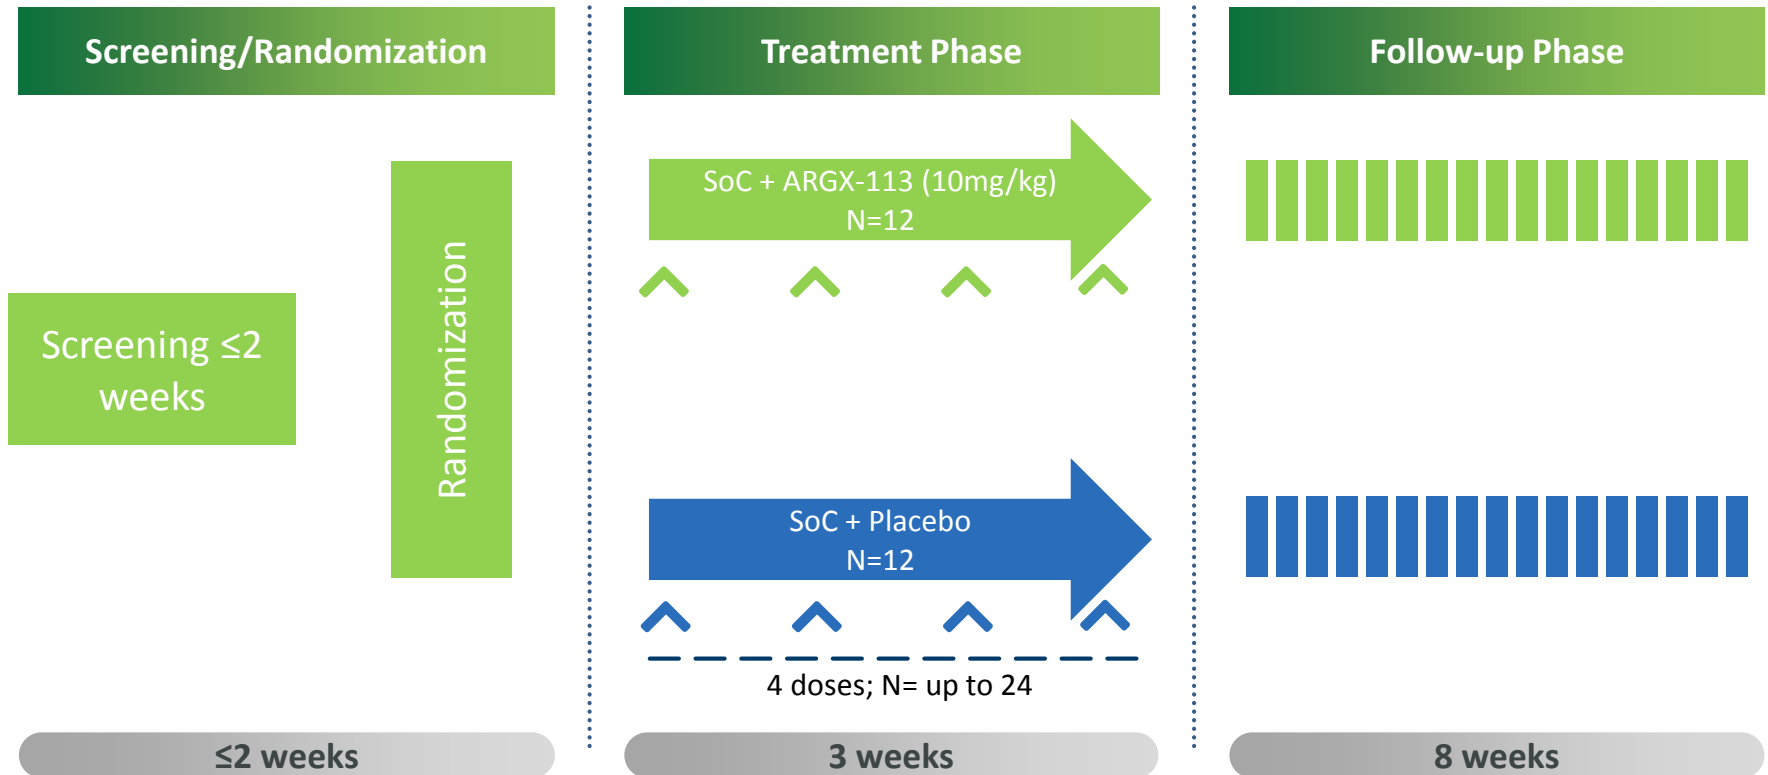 Screening/Randomization
Treatment Phase
Follow-up Phase
Screening ≤2
weeks
Randomization
SoC + ARGX-113 (10mg/kg)
N=12
SoC + Placebo
N=12
4 doses; N= up to 24
≤2 weeks
3 weeks
8 weeks